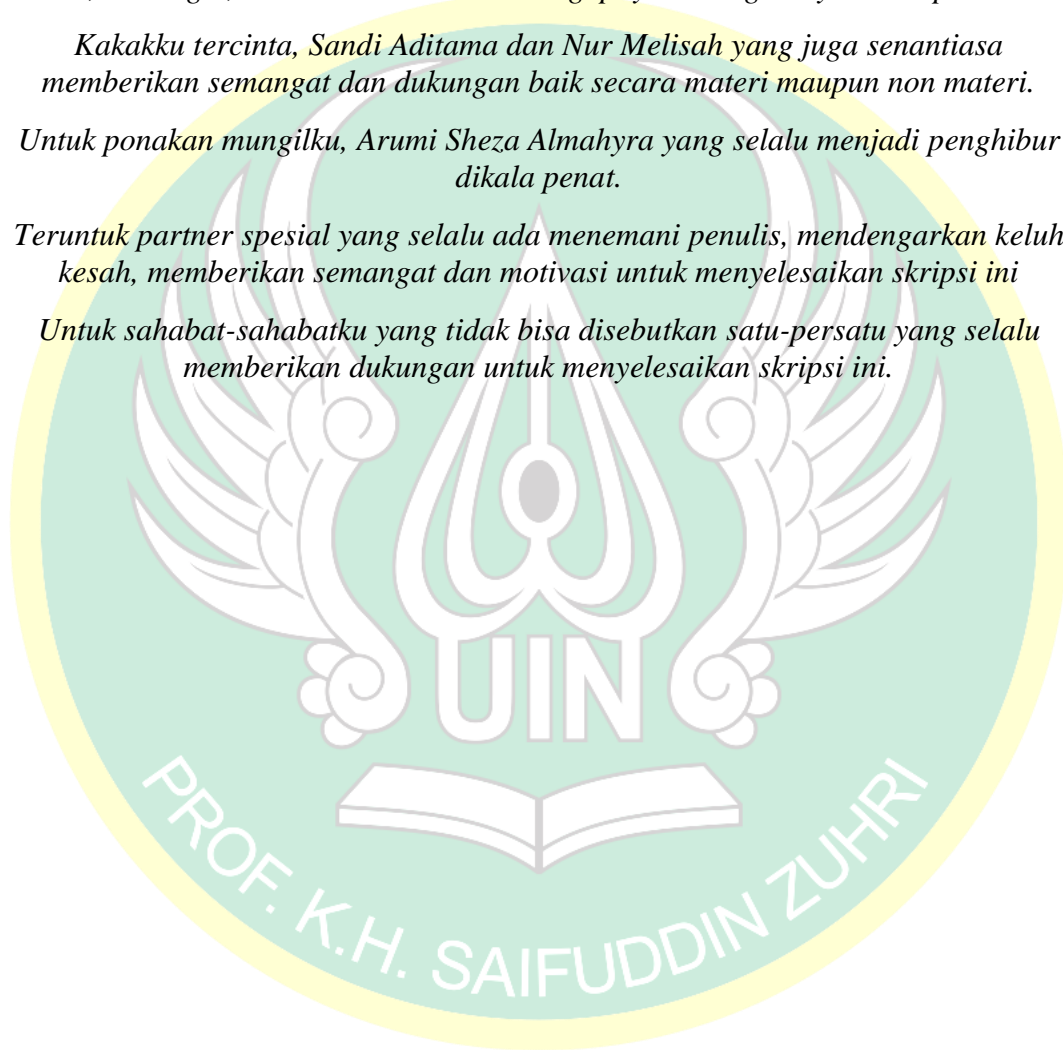 Kakakku tercinta, Sandi Aditama dan Nur Melisah yang juga senantiasa
memberikan semangat dan dukungan baik secara materi maupun non materi.
Untuk ponakan mungilku, Arumi Sheza Almahyra yang selalu menjadi penghibur
dikala penat.
Teruntuk partner spesial yang selalu ada menemani penulis, mendengarkan keluh
kesah, memberikan semangat dan motivasi untuk menyelesaikan skripsi ini
Untuk sahabat-sahabatku yang tidak bisa disebutkan satu-persatu yang selalu
memberikan dukungan untuk menyelesaikan skripsi ini.
UIN
PROF. K.H. SAIFUDDIN ZUHRI